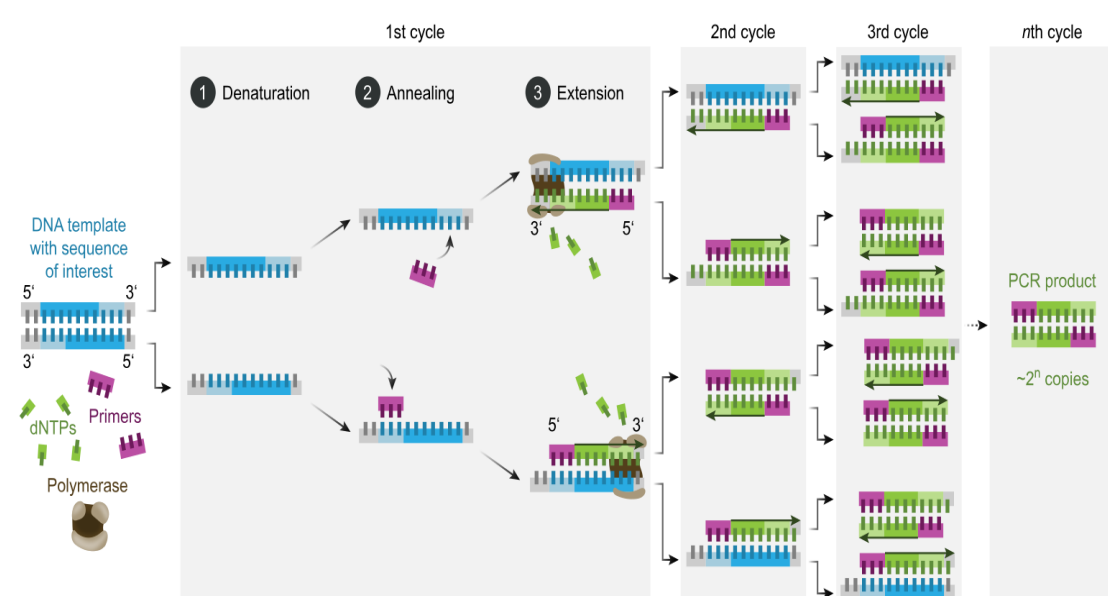 1st cycle
2nd cycle
3rd cycle
nth cycle
1 Denaturation
2 Annealing
3 Extension
DNA template
with sequence
of interest
5‘ 3‘
3‘ 5‘
Primers
dNTPs
Polymerase
3‘ 5‘
5‘ 3‘
PCR product
~2ⁿ copies